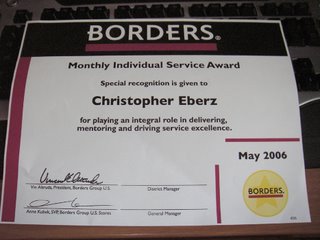 BORDERS®
Monthly Individual Service Award
Special recognition is given to
Christopher Eberz
for playing an integral role in delivering,
mentoring and driving service excellence.
May 2006
Vin Altruda, President, Borders Group U.S.
District Manager
BORDERS.
Anne Kubek, SVP, Borders Group U.S. Stores
General Manager